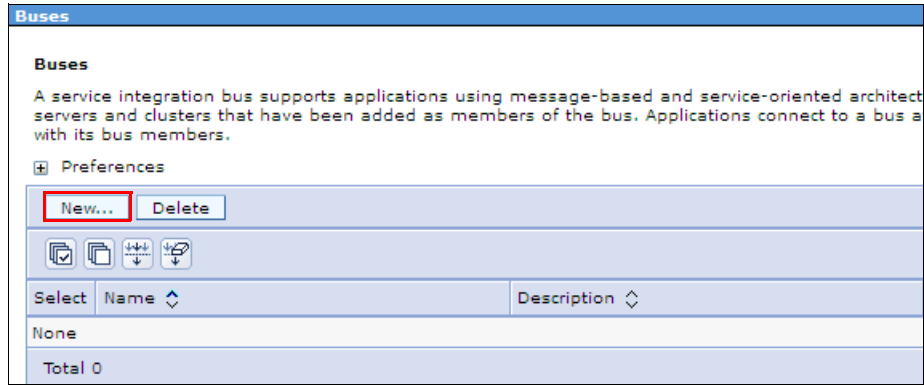 Buses
Buses
A service integration bus supports applications using message-based and service-oriented architect
servers and clusters that have been added as members of the bus. Applications connect to a bus a
with its bus members.
Preferences
New... Delete
Select Name Description
None
Total 0